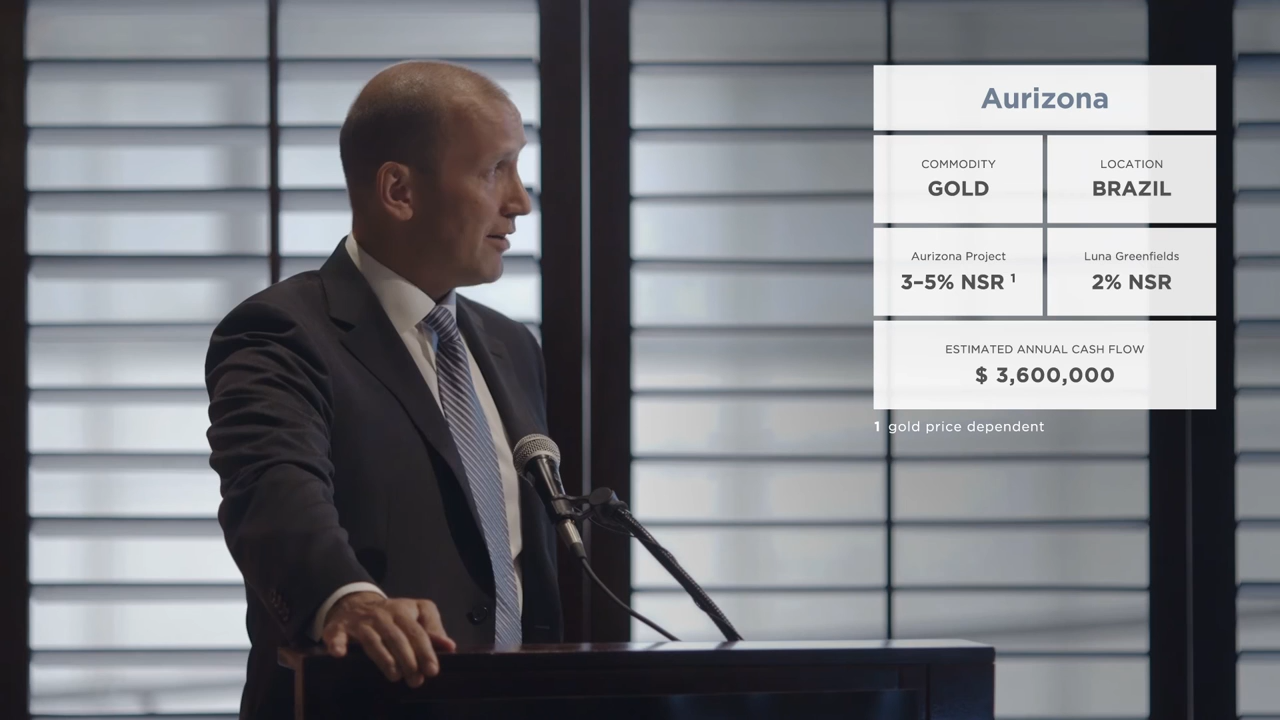 Aurizona
COMMODITY
GOLD
LOCATION
BRAZIL
Aurizona Project
3–5% NSR ¹
Luna Greenfields
2% NSR
ESTIMATED ANNUAL CASH FLOW
$ 3,600,000
1 gold price dependent